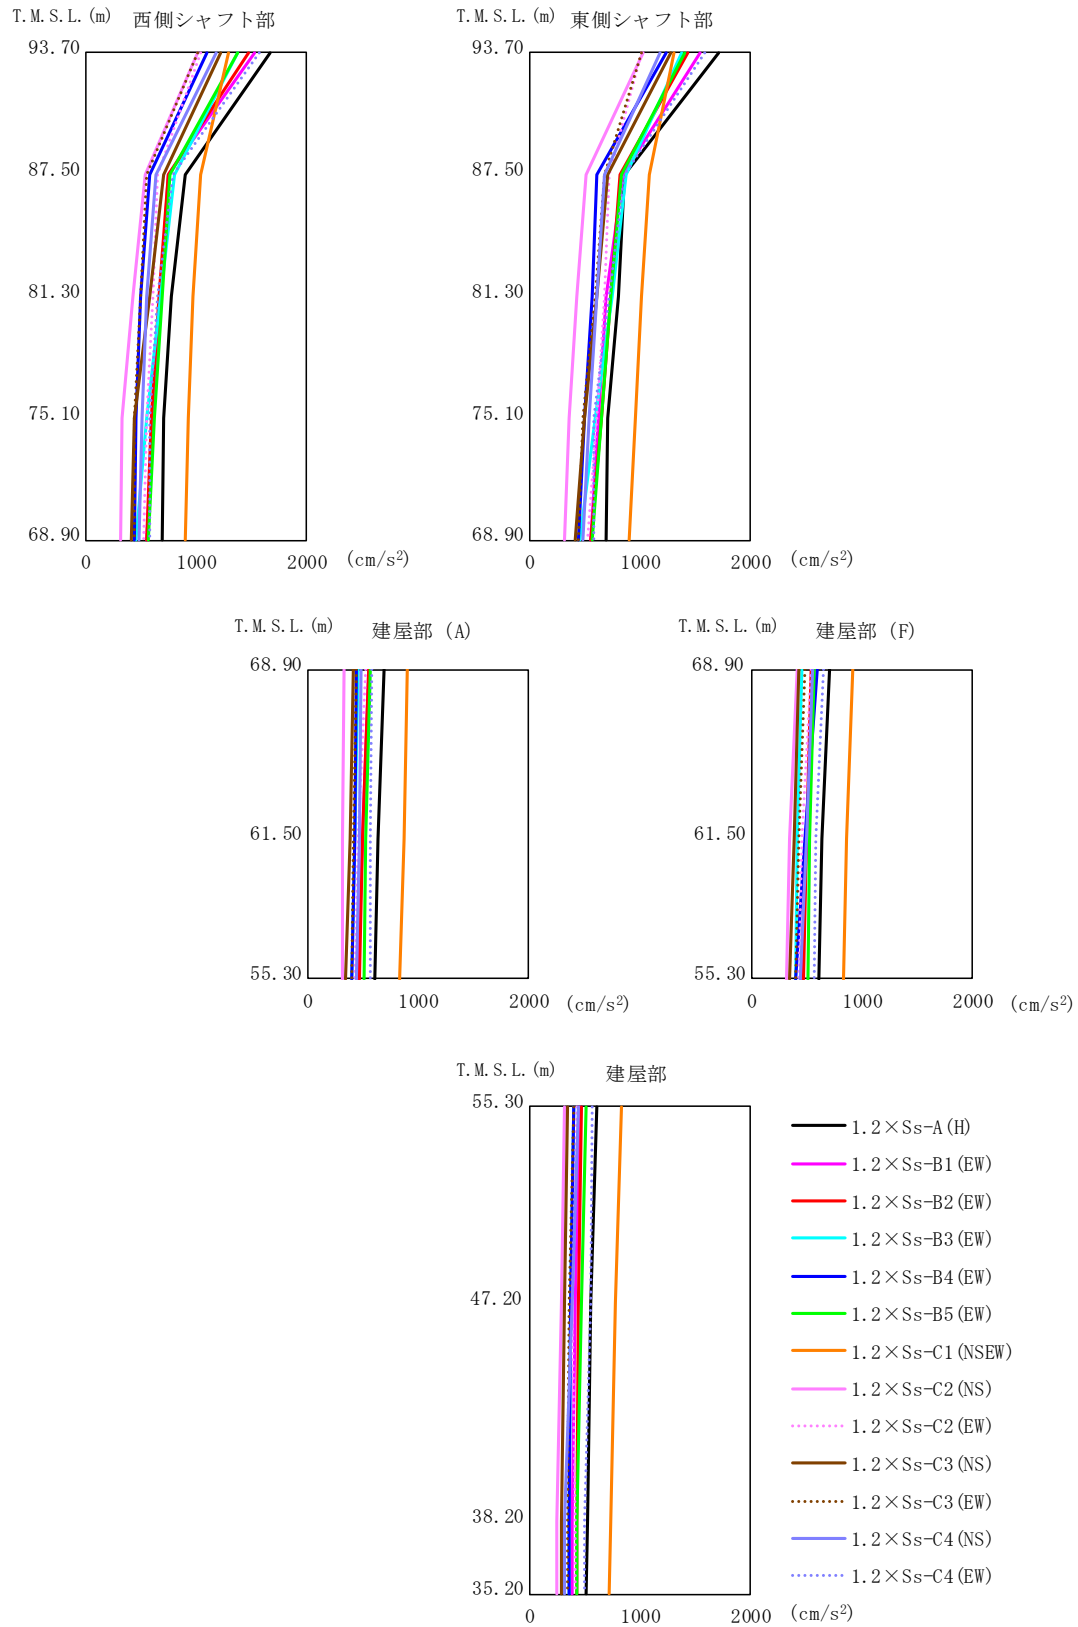 T.M.S.L.(m) 西側シャフト部
93.70
87.50
81.30
75.10
68.90
0 1000 2000 (cm/s²)
T.M.S.L.(m) 東側シャフト部
93.70
87.50
81.30
75.10
68.90
0 1000 2000 (cm/s²)
T.M.S.L.(m) 建屋部 (A)
68.90
61.50
55.30
0 1000 2000 (cm/s²)
T.M.S.L.(m) 建屋部 (F)
68.90
61.50
55.30
0 1000 2000 (cm/s²)
T.M.S.L.(m) 建屋部
55.30
47.20
38.20
35.20
0 1000 2000 (cm/s²)
1.2×Ss-A(H)
1.2×Ss-B1(EW)
1.2×Ss-B2(EW)
1.2×Ss-B3(EW)
1.2×Ss-B4(EW)
1.2×Ss-B5(EW)
1.2×Ss-C1(NSEW)
1.2×Ss-C2(NS)
1.2×Ss-C2(EW)
1.2×Ss-C3(NS)
1.2×Ss-C3(EW)
1.2×Ss-C4(NS)
1.2×Ss-C4(EW)